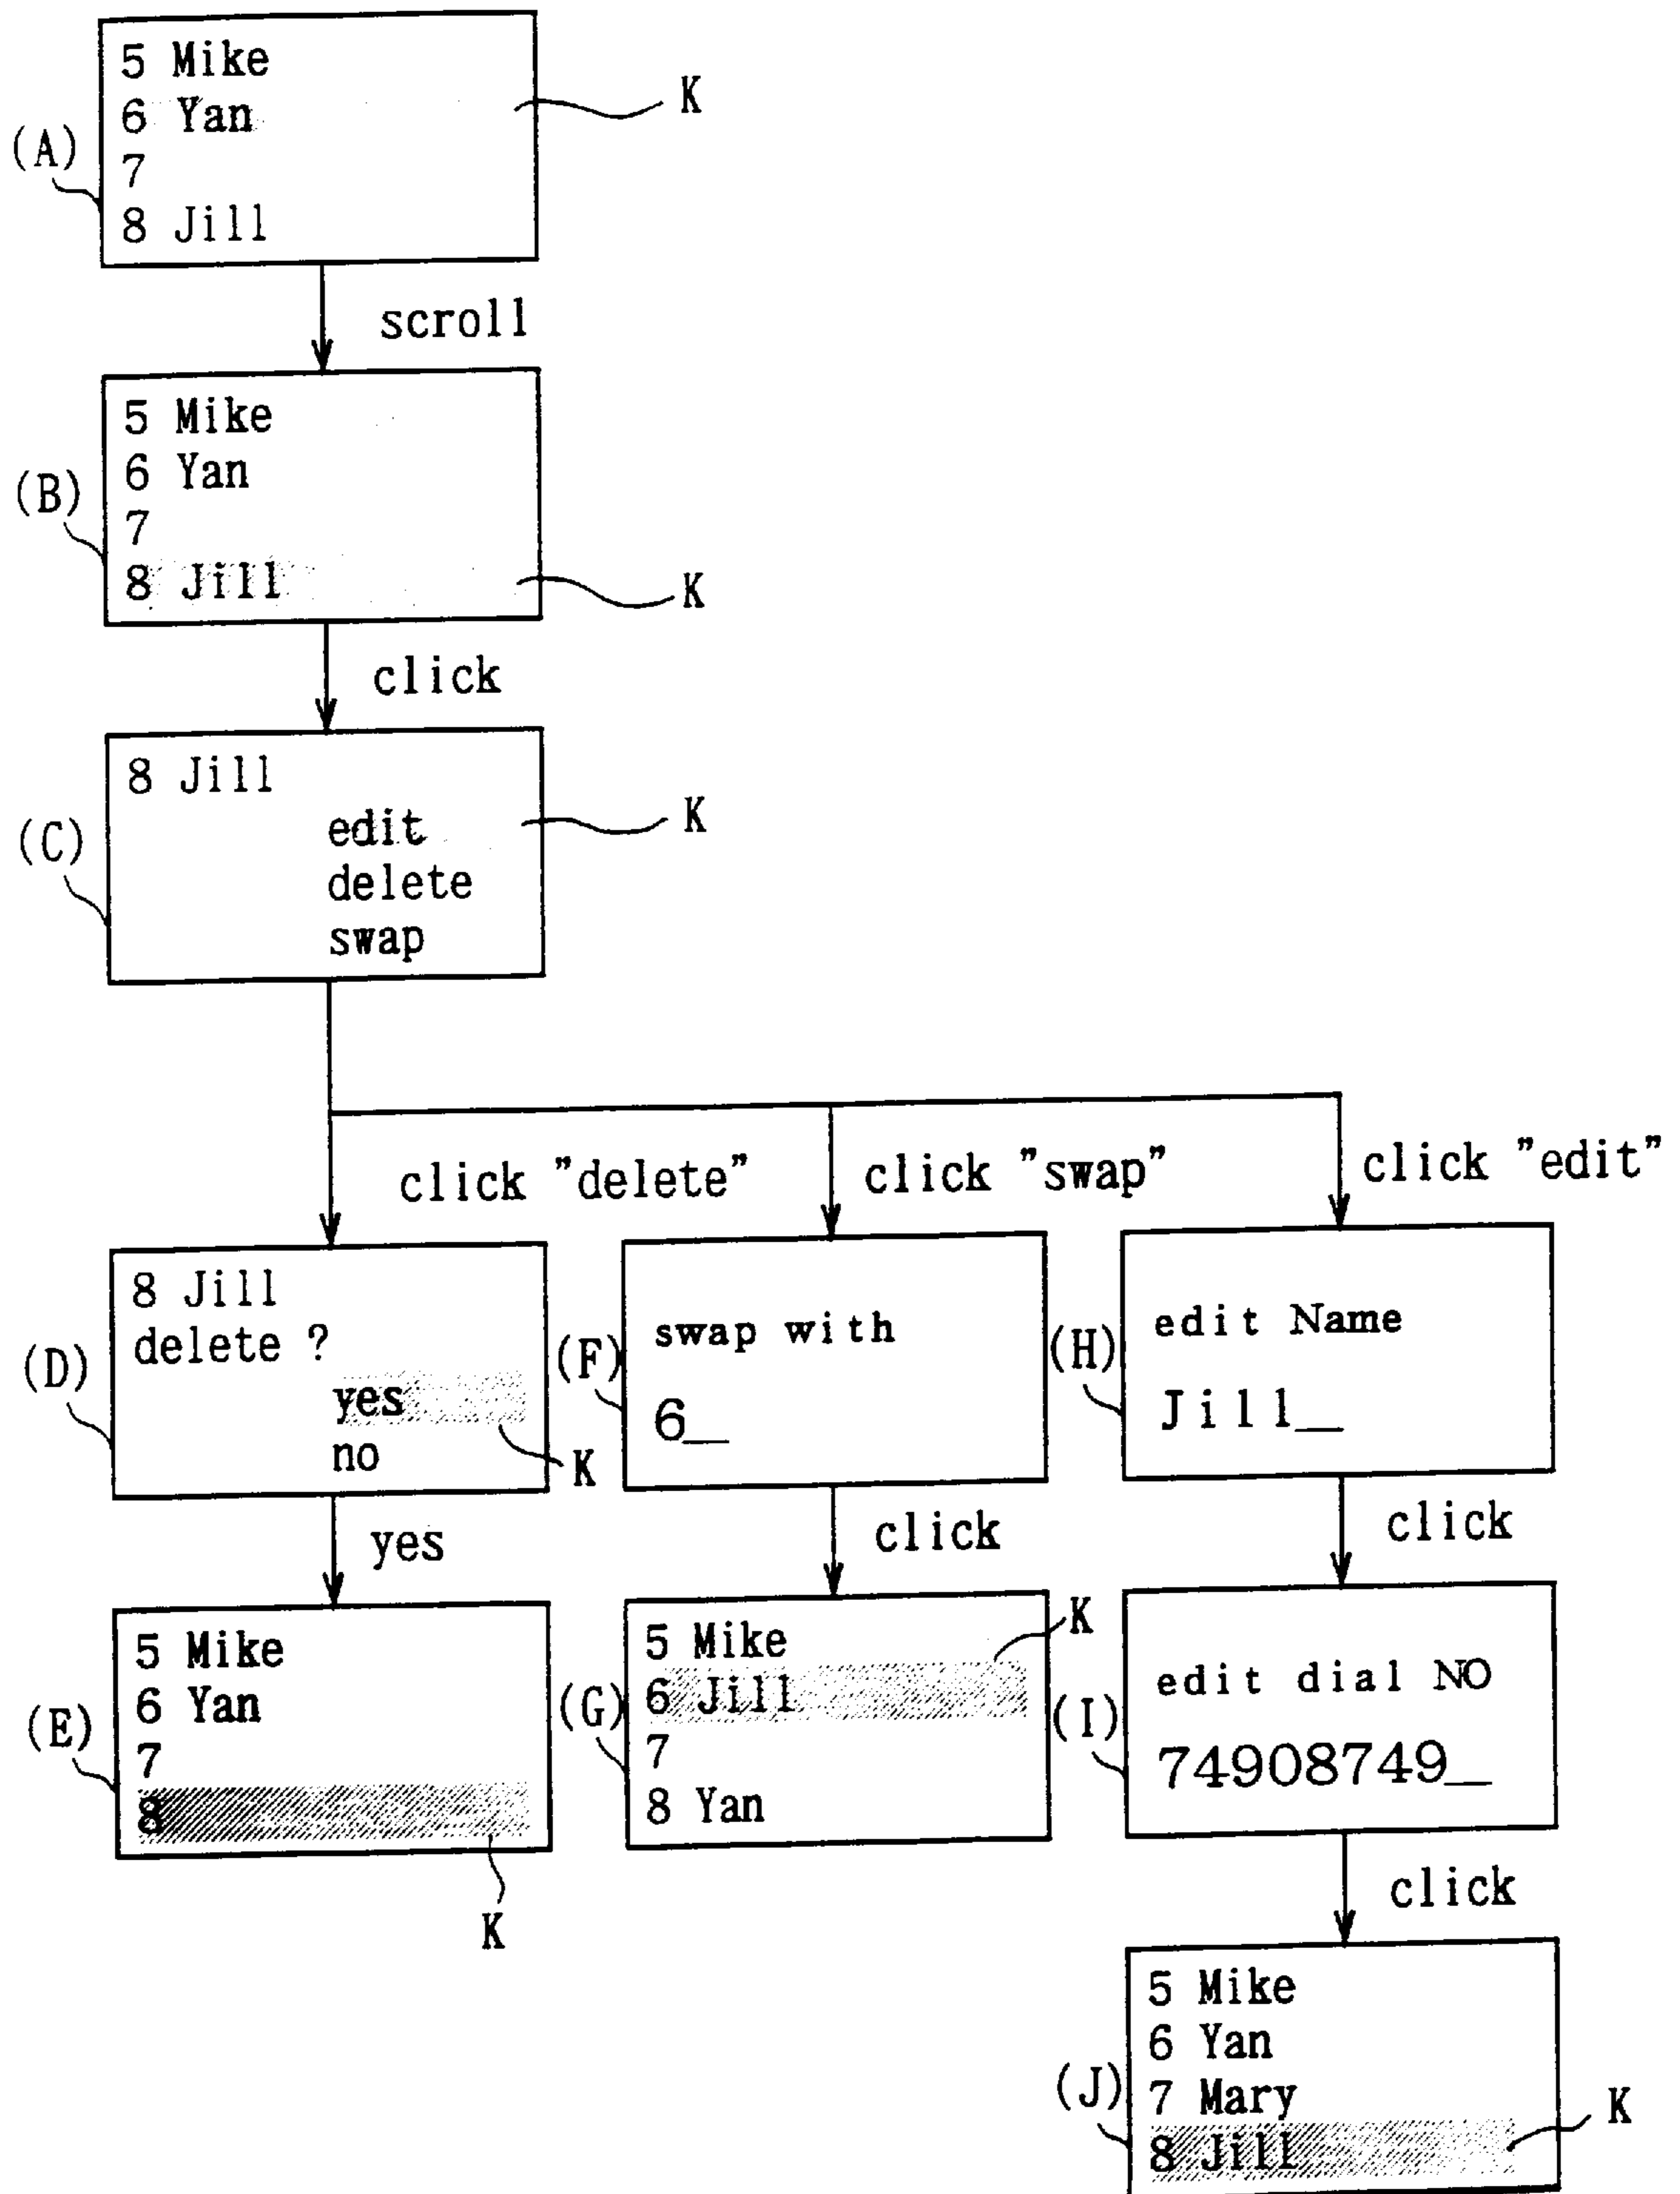 5 Mike
6 Yan
K
(A)
7
8 Jill
scroll
5 Mike
6 Yan
(B)
7
8 Jill
K
click
8 Jill
K
(C)
edit
delete
swap
click "delete"
click "swap"
click "edit"
8 Jill
delete ?
(D)
yes
no
K
yes
5 Mike
6 Yan
(E)
7
8
K
swap with
(F)
6_
click
5 Mike
K
6 Jill
(G)
7
8 Yan
edit Name
(H)
Jill_
click
edit dial NO
(I)
74908749_
click
5 Mike
6 Yan
(J)
7 Mary
K
8 Jill